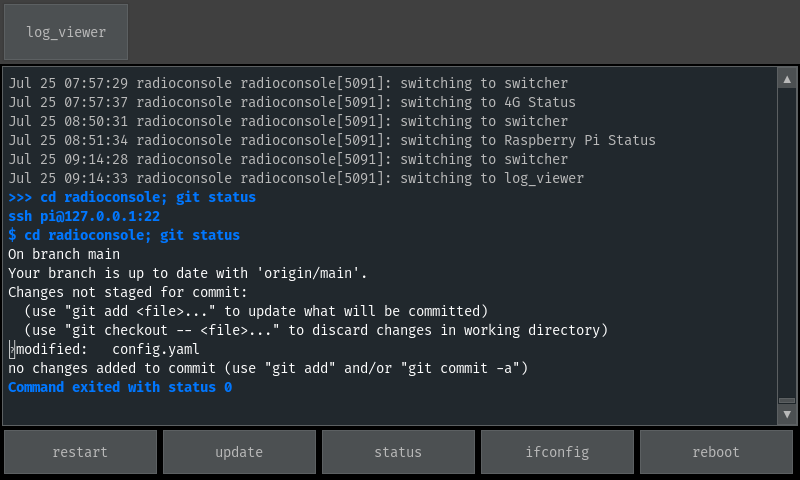 log_viewer
Jul 25 07:57:29 radioconsole radioconsole[5091]: switching to switcher
Jul 25 07:57:37 radioconsole radioconsole[5091]: switching to 4G Status
Jul 25 08:50:31 radioconsole radioconsole[5091]: switching to switcher
Jul 25 08:51:34 radioconsole radioconsole[5091]: switching to Raspberry Pi Status
Jul 25 09:14:28 radioconsole radioconsole[5091]: switching to switcher
Jul 25 09:14:33 radioconsole radioconsole[5091]: switching to log_viewer
>>> cd radioconsole; git status
ssh pi@127.0.0.1:22
$ cd radioconsole; git status
On branch main
Your branch is up to date with 'origin/main'.
Changes not staged for commit:
  (use "git add <file>..." to update what will be committed)
  (use "git checkout -- <file>..." to discard changes in working directory)
modified:   config.yaml
no changes added to commit (use "git add" and/or "git commit -a")
Command exited with status 0
restart update status ifconfig reboot